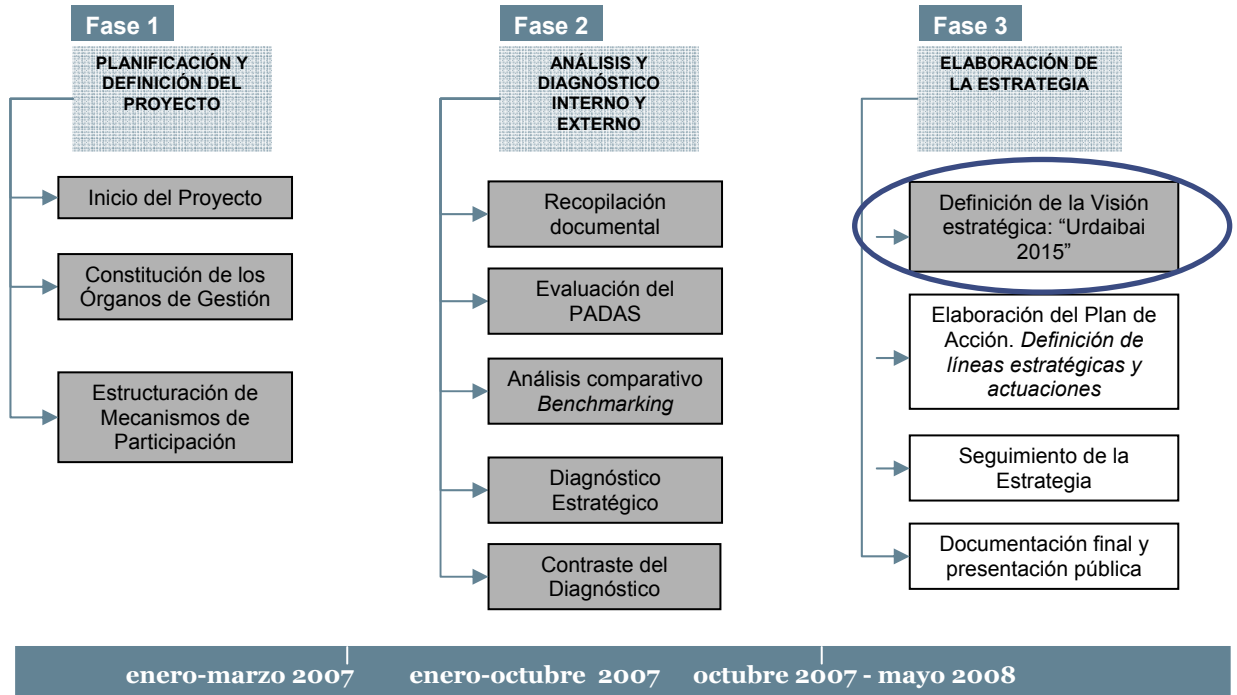 Fase 1
PLANIFICACIÓN Y
DEFINICIÓN DEL
PROYECTO
Inicio del Proyecto
Constitución de los
Órganos de Gestión
Estructuración de
Mecanismos de
Participación
Fase 2
ANÁLISIS Y
DIAGNÓSTICO
INTERNO Y
EXTERNO
Recopilación
documental
Evaluación del
PADAS
Análisis comparativo
Benchmarking
Diagnóstico
Estratégico
Contraste del
Diagnóstico
Fase 3
ELABORACIÓN DE
LA ESTRATEGIA
Definición de la Visión
estratégica: “Urdaibai
2015”
Elaboración del Plan de
Acción. Definición de
líneas estratégicas y
actuaciones
Seguimiento de la
Estrategia
Documentación final y
presentación pública
enero-marzo 2007 enero-octubre 2007 octubre 2007 - mayo 2008